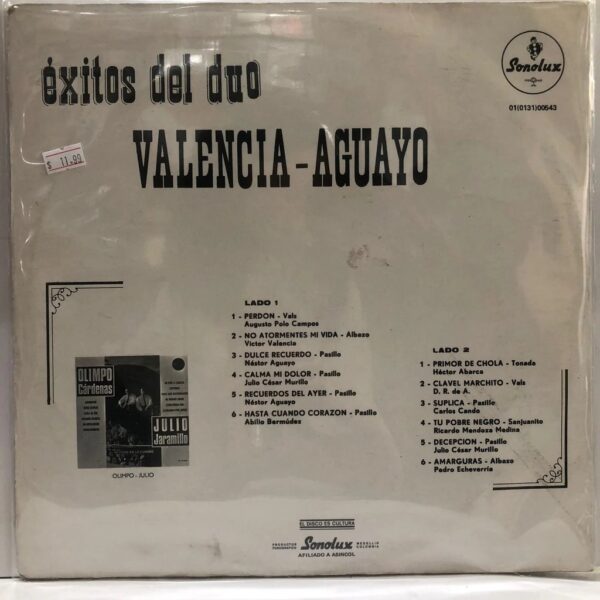 éxitos del duo
VALENCIA - AGUAYO
Sonolux
01(0131)00543
$ 11.99
LADO 1
1 - PERDON - Vals
Augusto Polo Campos
2 - NO ATORMENTES MI VIDA - Albazo
Víctor Valencia
3 - DULCE RECUERDO - Pasillo
Néstor Aguayo
4 - CALMA MI DOLOR - Pasillo
Julio César Murillo
5 - RECUERDOS DEL AYER - Pasillo
Néstor Aguayo
6 - HASTA CUANDO CORAZON - Pasillo
Abilio Bermúdez
LADO 2
1 - PRIMOR DE CHOLA - Tonada
Héctor Abarca
2 - CLAVEL MARCHITO - Vals
D. R. de A.
3 - SUPLICA - Pasillo
Carlos Cando
4 - TU POBRE NEGRO - Sanjuanito
Ricardo Mendoza Medina
5 - DECEPCION - Pasillo
Julio César Murillo
6 - AMARGURAS - Albazo
Pedro Echeverría
OLIMPO
Cárdenas
JULIO
Jaramillo
OLIMPO - JULIO
EL DISCO ES CULTURA
PRODUCTOR
FONOGRAFICO
Sonolux
MEDELLIN
COLOMBIA
AFILIADO A ASINCOL